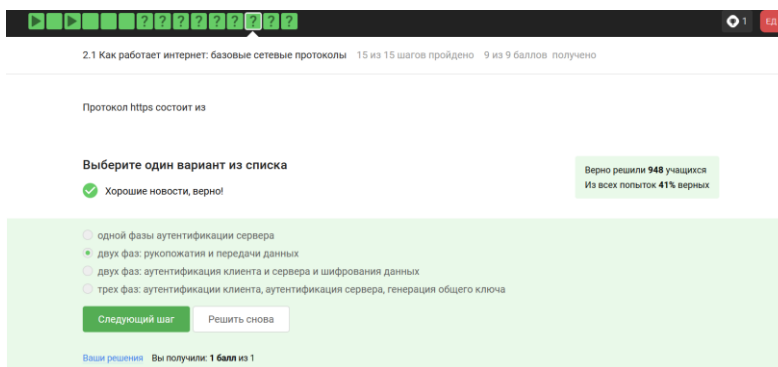 ? ? ? ? ? ? ? ? ?
1
ЕД
2.1 Как работает интернет: базовые сетевые протоколы 15 из 15 шагов пройдено 9 из 9 баллов получено
Протокол https состоит из
Выберите один вариант из списка
Хорошие новости, верно!
Верно решили 948 учащихся
Из всех попыток 41% верных
одной фазы аутентификации сервера
двух фаз: рукопожатия и передачи данных
двух фаз: аутентификация клиента и сервера и шифрования данных
трех фаз: аутентификации клиента, аутентификация сервера, генерация общего ключа
Следующий шаг Решить снова
Ваши решения Вы получили: 1 балл из 1